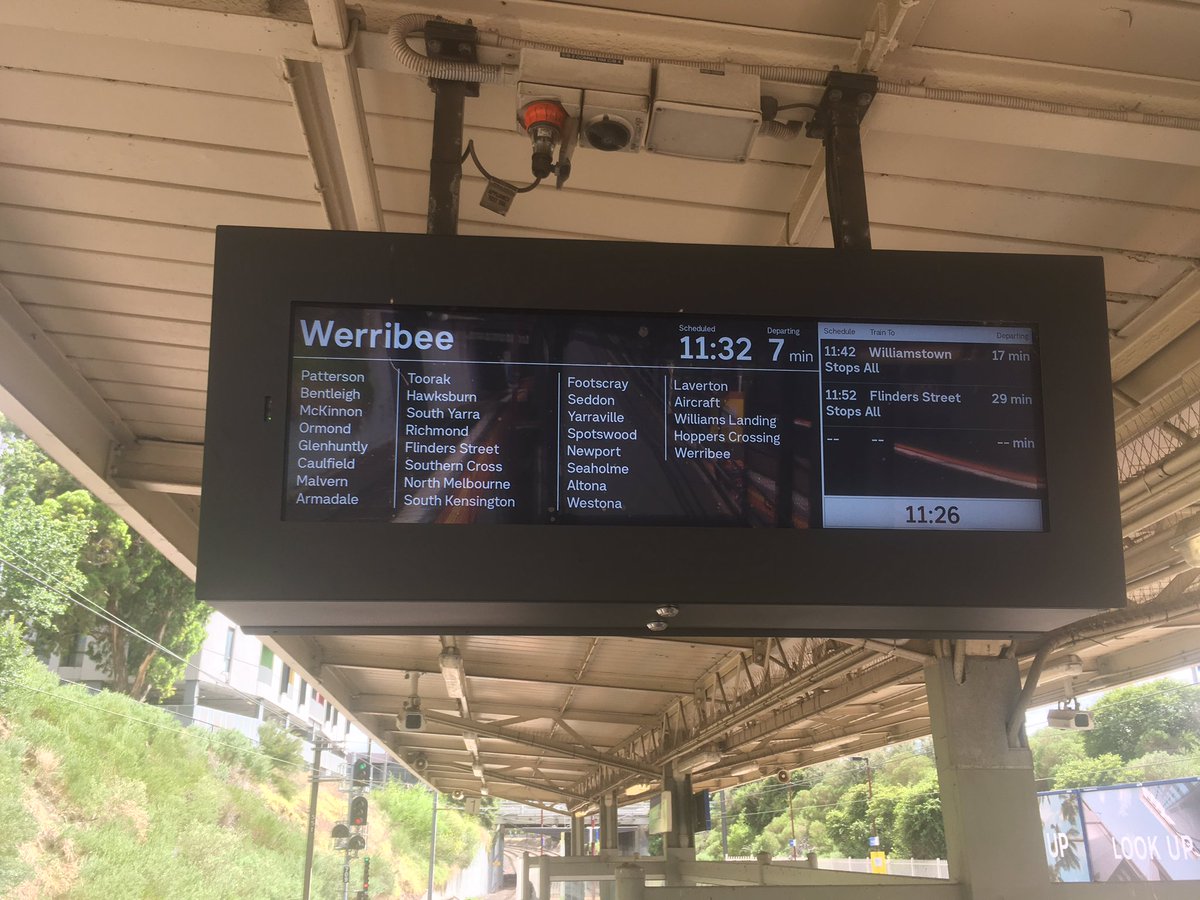 Werribee
Scheduled
11:32
Departing
7 min
Patterson
Bentleigh
McKinnon
Ormond
Glenhuntly
Caulfield
Malvern
Armadale
Toorak
Hawksburn
South Yarra
Richmond
Flinders Street
Southern Cross
North Melbourne
South Kensington
Footscray
Seddon
Yarraville
Spotswood
Newport
Seaholme
Altona
Westona
Laverton
Aircraft
Williams Landing
Hoppers Crossing
Werribee
Schedule Train To Departing
11:42 Williamstown 17 min
Stops All
11:52 Flinders Street 29 min
Stops All
-- -- -- min
11:26
UP
LOOK UP